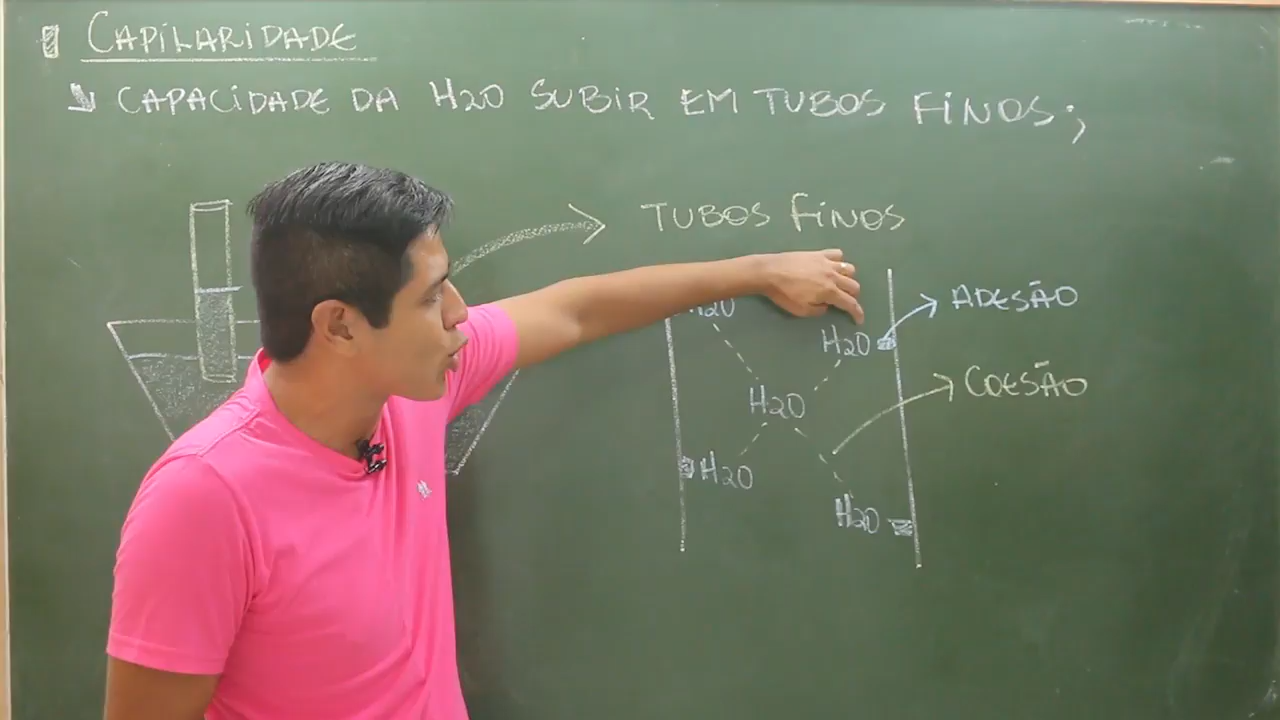 CAPILARIDADE
CAPACIDADE DA H2O SUBIR EM TUBOS FINOS;
TUBOS FINOS
H2O
ADESÃO
H2O
COESÃO
H2O
H2O
H2O